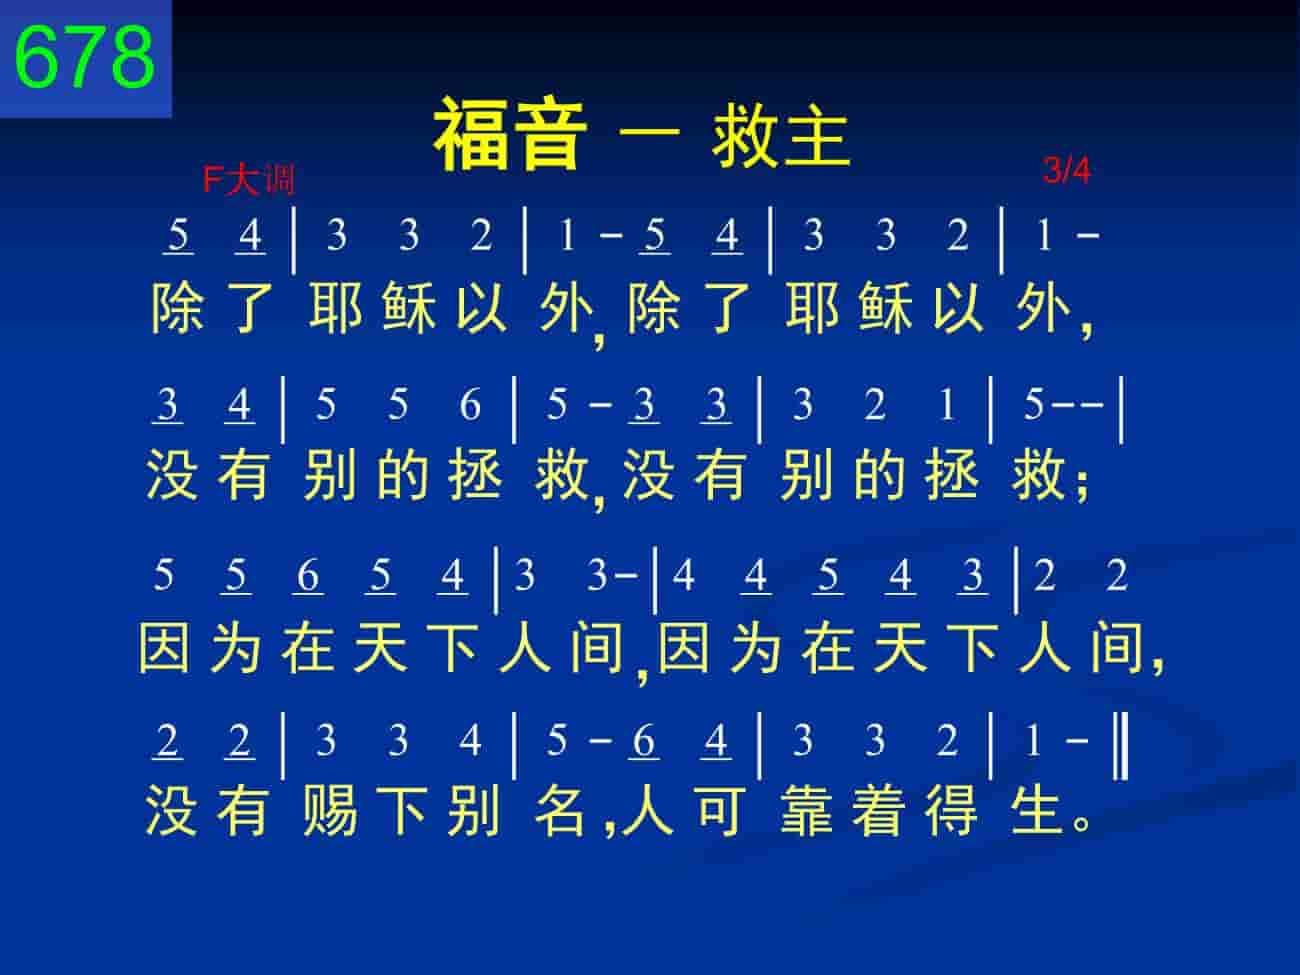 678
福音 — 救主
F大调 3/4
5 4 | 3 3 2 | 1 - 5 4 | 3 3 2 | 1 -
除了耶稣以外,除了耶稣以外,
3 4 | 5 5 6 | 5 - 3 3 | 3 2 1 | 5-- |
没有别的拯救,没有别的拯救;
5 5 6 5 4 | 3 3- | 4 4 5 4 3 | 2 2
因为在天下人间,因为在天下人间,
2 2 | 3 3 4 | 5 - 6 4 | 3 3 2 | 1 - ‖
没有赐下别名,人可靠着得生。